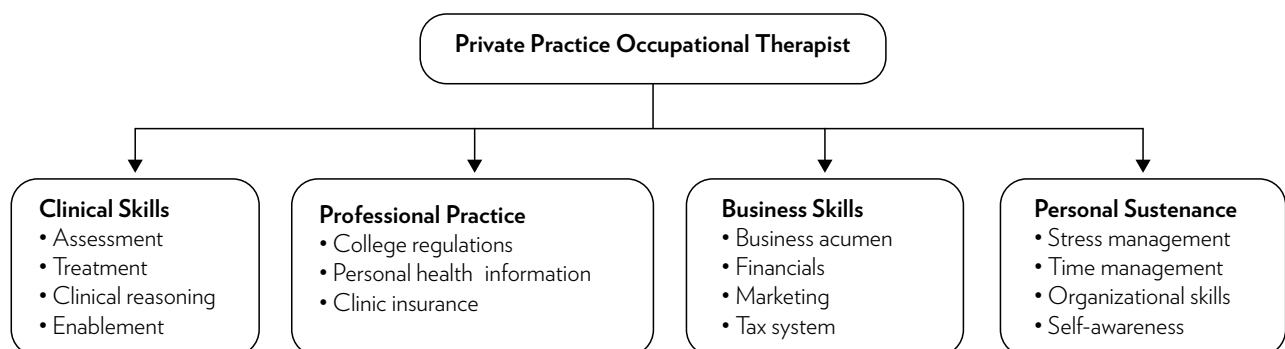 Private Practice Occupational Therapist
Clinical Skills
• Assessment
• Treatment
• Clinical reasoning
• Enablement
Professional Practice
• College regulations
• Personal health information
• Clinic insurance
Business Skills
• Business acumen
• Financials
• Marketing
• Tax system
Personal Sustenance
• Stress management
• Time management
• Organizational skills
• Self-awareness